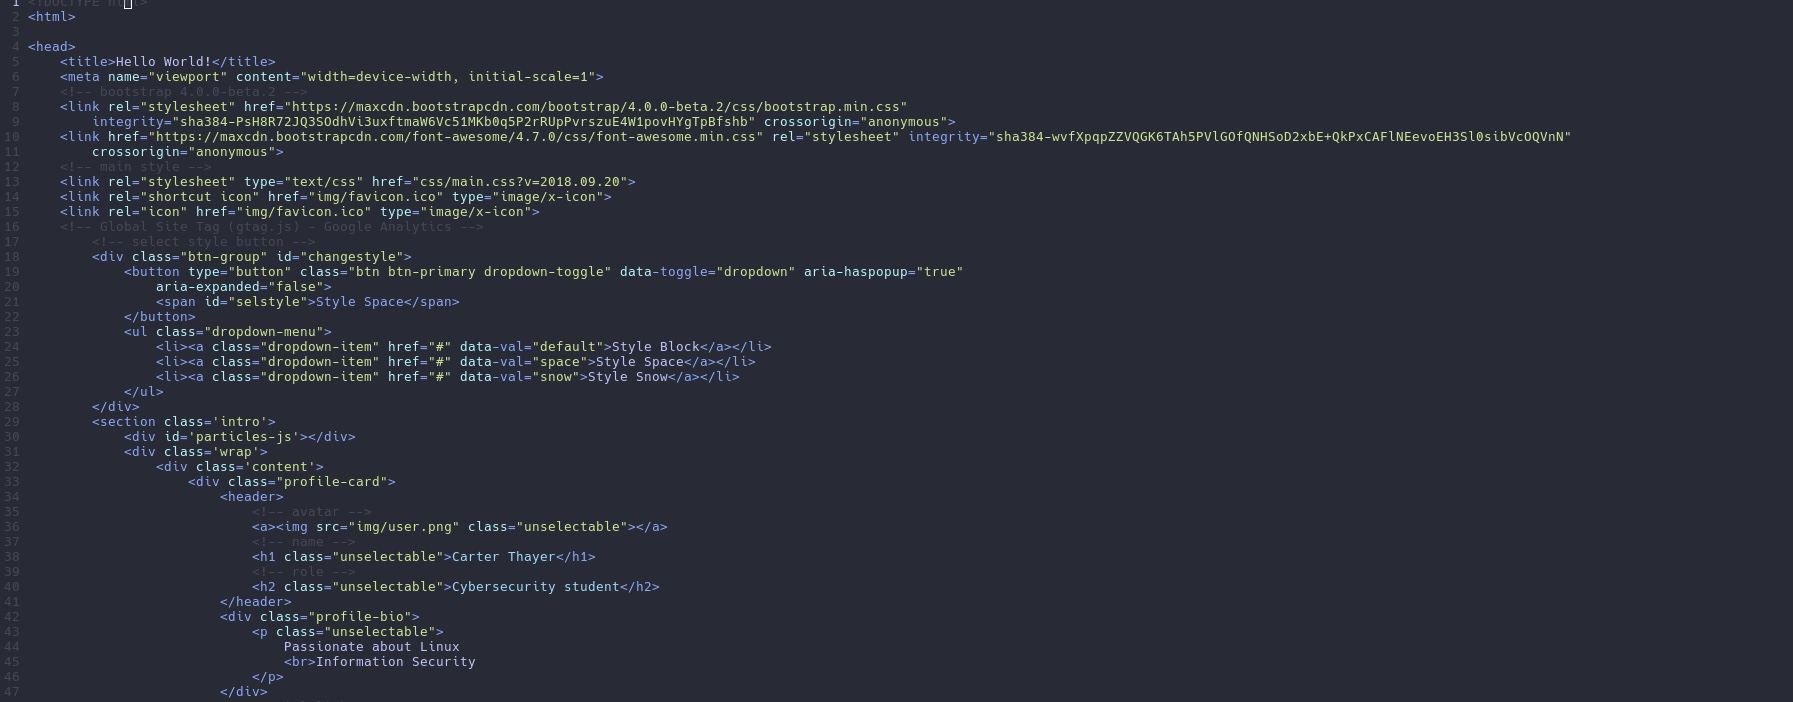 1 <!DOCTYPE html>
2 <html>
3
4 <head>
5     <title>Hello World!</title>
6     <meta name="viewport" content="width=device-width, initial-scale=1">
7     <!-- bootstrap 4.0.0-beta.2 -->
8     <link rel="stylesheet" href="https://maxcdn.bootstrapcdn.com/bootstrap/4.0.0-beta.2/css/bootstrap.min.css"
9         integrity="sha384-PsH8R72JQ3SOdhVi3uxftmaW6Vc51MKb0q5P2rRUpPvrszuE4W1povHYgTpBfshb" crossorigin="anonymous">
10     <link href="https://maxcdn.bootstrapcdn.com/font-awesome/4.7.0/css/font-awesome.min.css" rel="stylesheet" integrity="sha384-wvfXpqpZZVQGK6TAh5PVlGOfQNHSoD2xbE+QkPxCAFlNEevoEH3Sl0sibVcOQVnN"
11         crossorigin="anonymous">
12     <!-- main style -->
13     <link rel="stylesheet" type="text/css" href="css/main.css?v=2018.09.20">
14     <link rel="shortcut icon" href="img/favicon.ico" type="image/x-icon">
15     <link rel="icon" href="img/favicon.ico" type="image/x-icon">
16     <!-- Global Site Tag (gtag.js) - Google Analytics -->
17         <!-- select style button -->
18         <div class="btn-group" id="changestyle">
19             <button type="button" class="btn btn-primary dropdown-toggle" data-toggle="dropdown" aria-haspopup="true"
20                 aria-expanded="false">
21                 <span id="selstyle">Style Space</span>
22             </button>
23             <ul class="dropdown-menu">
24                 <li><a class="dropdown-item" href="#" data-val="default">Style Block</a></li>
25                 <li><a class="dropdown-item" href="#" data-val="space">Style Space</a></li>
26                 <li><a class="dropdown-item" href="#" data-val="snow">Style Snow</a></li>
27             </ul>
28         </div>
29         <section class='intro'>
30             <div id='particles-js'></div>
31             <div class='wrap'>
32                 <div class='content'>
33                     <div class="profile-card">
34                         <header>
35                             <!-- avatar -->
36                             <a><img src="img/user.png" class="unselectable"></a>
37                             <!-- name -->
38                             <h1 class="unselectable">Carter Thayer</h1>
39                             <!-- role -->
40                             <h2 class="unselectable">Cybersecurity student</h2>
41                         </header>
42                         <div class="profile-bio">
43                             <p class="unselectable">
44                                 Passionate about Linux
45                                 <br>Information Security
46                             </p>
47                         </div>